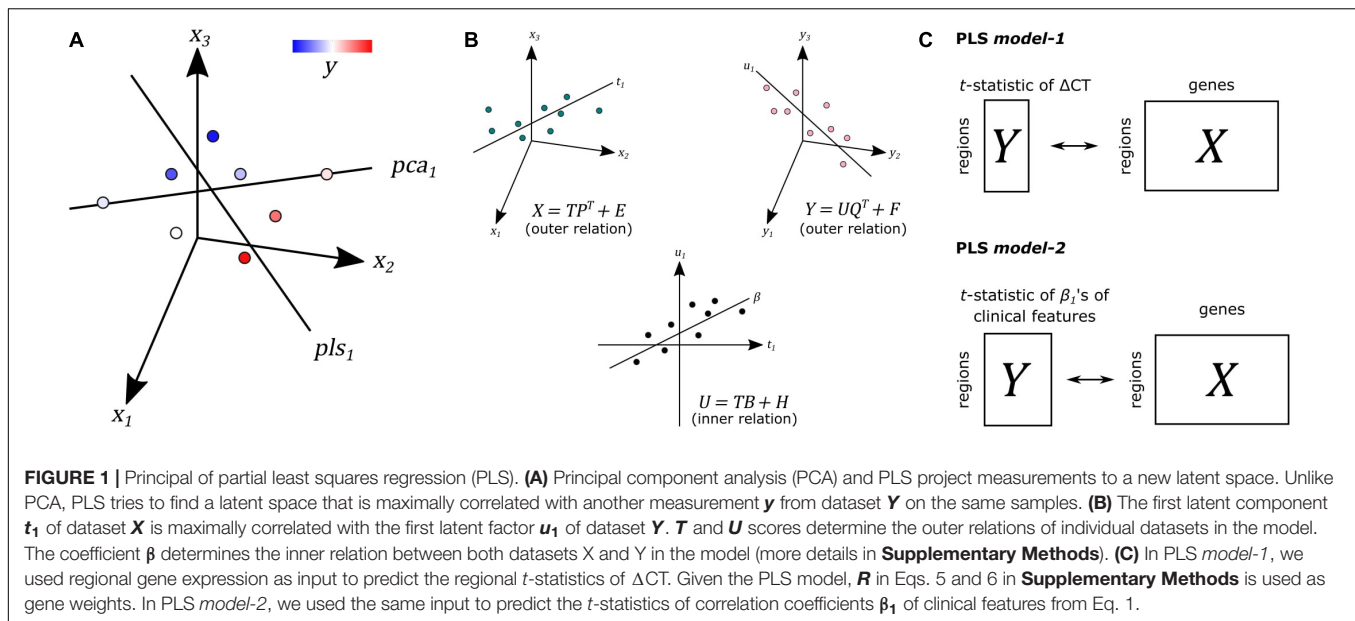 A
x3
y
pca1
x2
pls1
x1
B
x3
t1
x2
x1
X = TP^T + E
(outer relation)
y3
u1
y2
y1
Y = UQ^T + F
(outer relation)
u1
β
t1
U = TB + H
(inner relation)
C
PLS model-1
t-statistic of ΔCT
genes
regions
Y
regions
X
PLS model-2
t-statistic of β1's of
clinical features
genes
regions
Y
regions
X
FIGURE 1 | Principal of partial least squares regression (PLS). (A) Principal component analysis (PCA) and PLS project measurements to a new latent space. Unlike
PCA, PLS tries to find a latent space that is maximally correlated with another measurement y from dataset Y on the same samples. (B) The first latent component
t1 of dataset X is maximally correlated with the first latent factor u1 of dataset Y. T and U scores determine the outer relations of individual datasets in the model.
The coefficient β determines the inner relation between both datasets X and Y in the model (more details in Supplementary Methods). (C) In PLS model-1, we
used regional gene expression as input to predict the regional t-statistics of ΔCT. Given the PLS model, R in Eqs. 5 and 6 in Supplementary Methods is used as
gene weights. In PLS model-2, we used the same input to predict the t-statistics of correlation coefficients β1 of clinical features from Eq. 1.